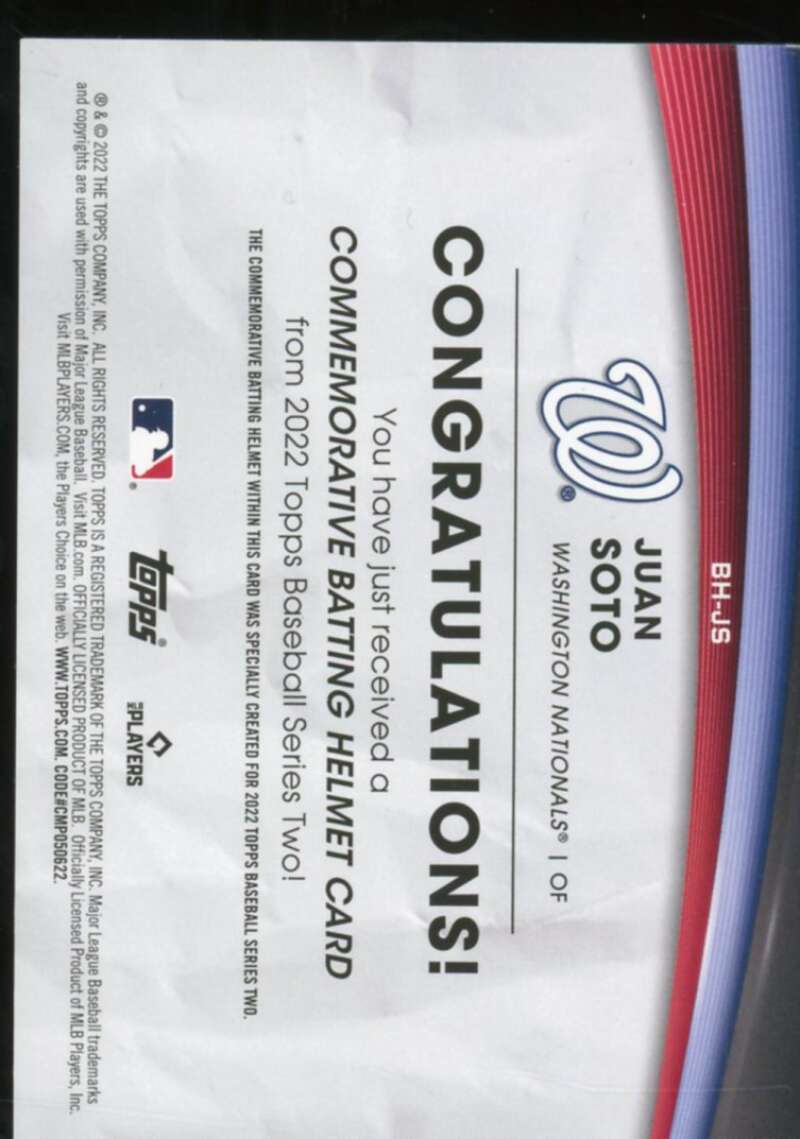 BH-JS
W®
JUAN
SOTO
WASHINGTON NATIONALS® | OF
CONGRATULATIONS!
You have just received a
COMMEMORATIVE BATTING HELMET CARD
from 2022 Topps Baseball Series Two!
THE COMMEMORATIVE BATTING HELMET WITHIN THIS CARD WAS SPECIALLY CREATED FOR 2022 TOPPS BASEBALL SERIES TWO.
topps® MLB PLAYERS
® & © 2022 THE TOPPS COMPANY, INC. ALL RIGHTS RESERVED. TOPPS IS A REGISTERED TRADEMARK OF THE TOPPS COMPANY, INC. Major League Baseball trademarks
and copyrights are used with permission of Major League Baseball. Visit MLB.com. OFFICIALLY LICENSED PRODUCT OF MLB. Officially Licensed Product of MLB Players, Inc.
Visit MLBPLAYERS.COM, the Players Choice on the web. WWW.TOPPS.COM. CODE#CMP050622.